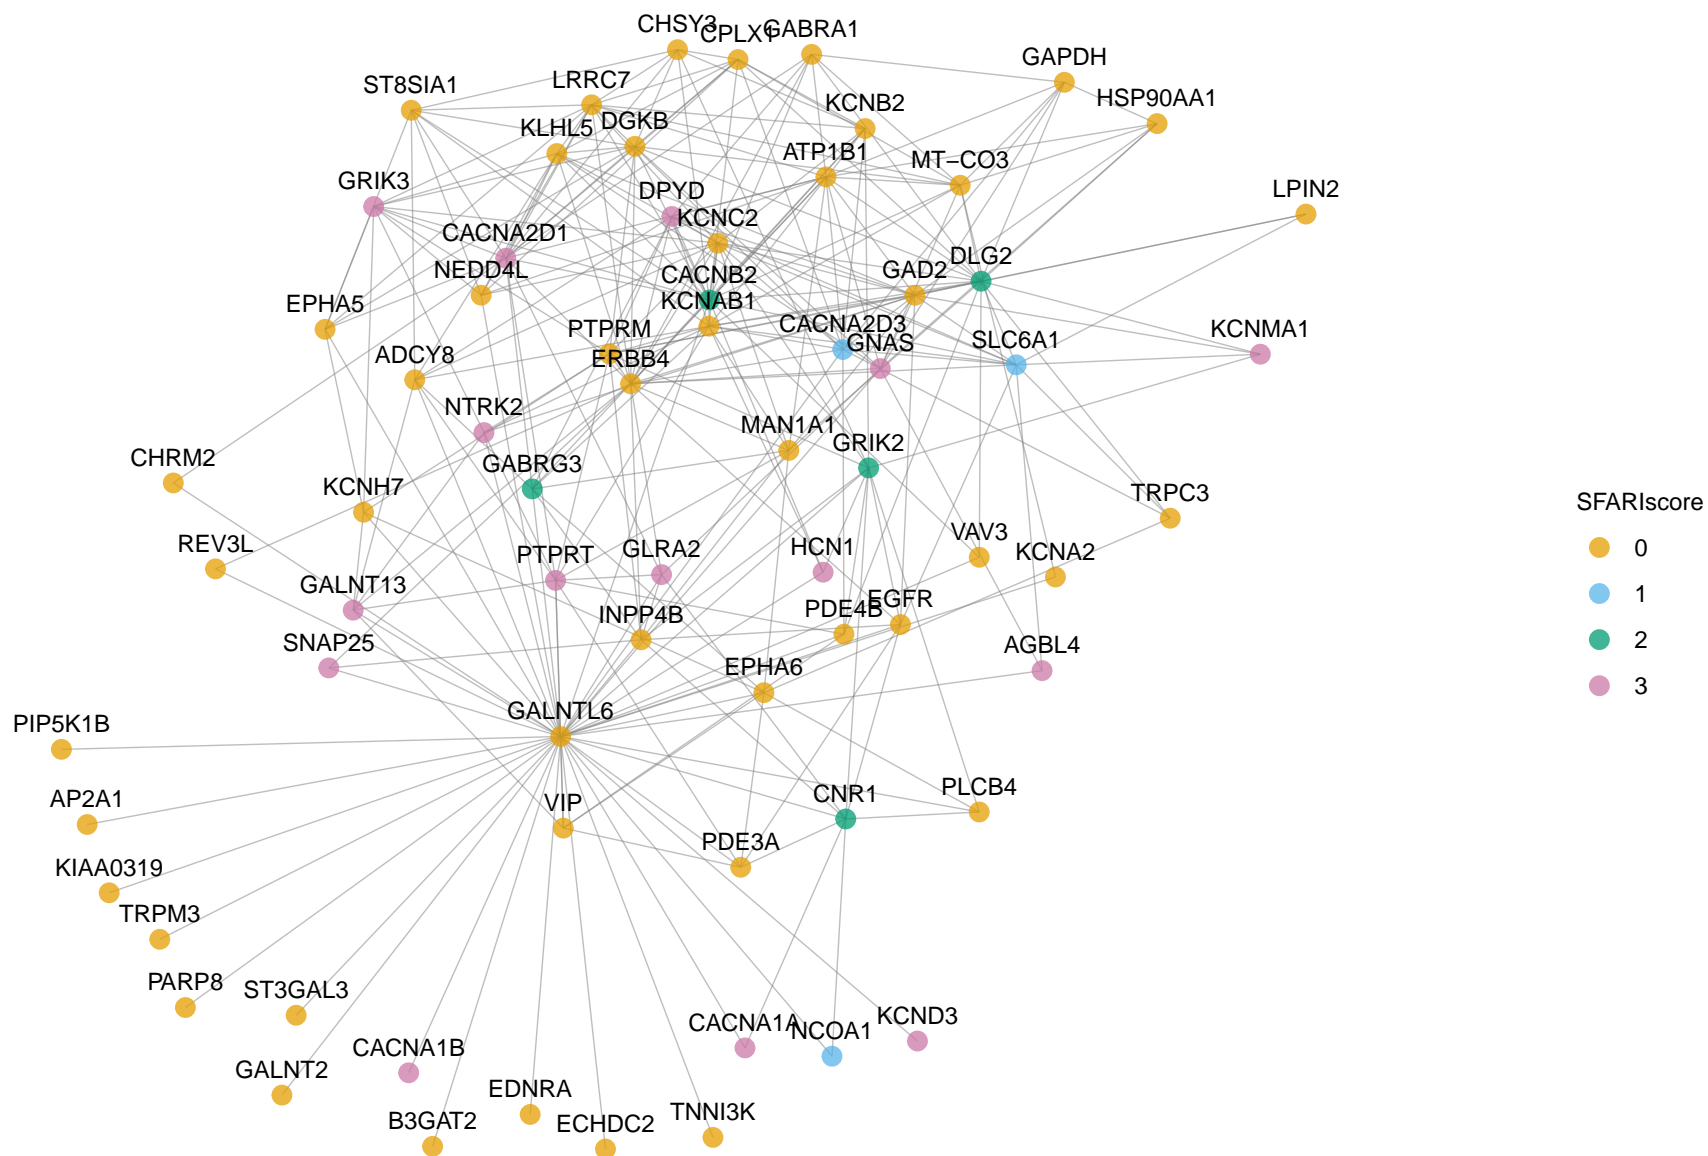 CHSY3
CPLX1
GABRA1
GAPDH
ST8SIA1
LRRC7
HSP90AA1
KCNB2
KLHL5
DGKB
ATP1B1
MT−CO3
GRIK3
DPYD
LPIN2
KCNC2
CACNA2D1
DLG2
NEDD4L
CACNB2
GAD2
EPHA5
KCNAB1
PTPRM
CACNA2D3
KCNMA1
ADCY8
ERBB4
GNAS
SLC6A1
NTRK2
MAN1A1
GRIK2
CHRM2
GABRG3
KCNH7
TRPC3
REV3L
PTPRT
GLRA2
HCN1
VAV3
KCNA2
GALNT13
INPP4B
PDE4B
EGFR
SNAP25
EPHA6
AGBL4
GALNTL6
PIP5K1B
AP2A1
VIP
CNR1
PLCB4
PDE3A
KIAA0319
TRPM3
PARP8
ST3GAL3
CACNA1A
NCOA1
KCND3
CACNA1B
GALNT2
EDNRA
B3GAT2
ECHDC2
TNNI3K
SFARIscore
0
1
2
3